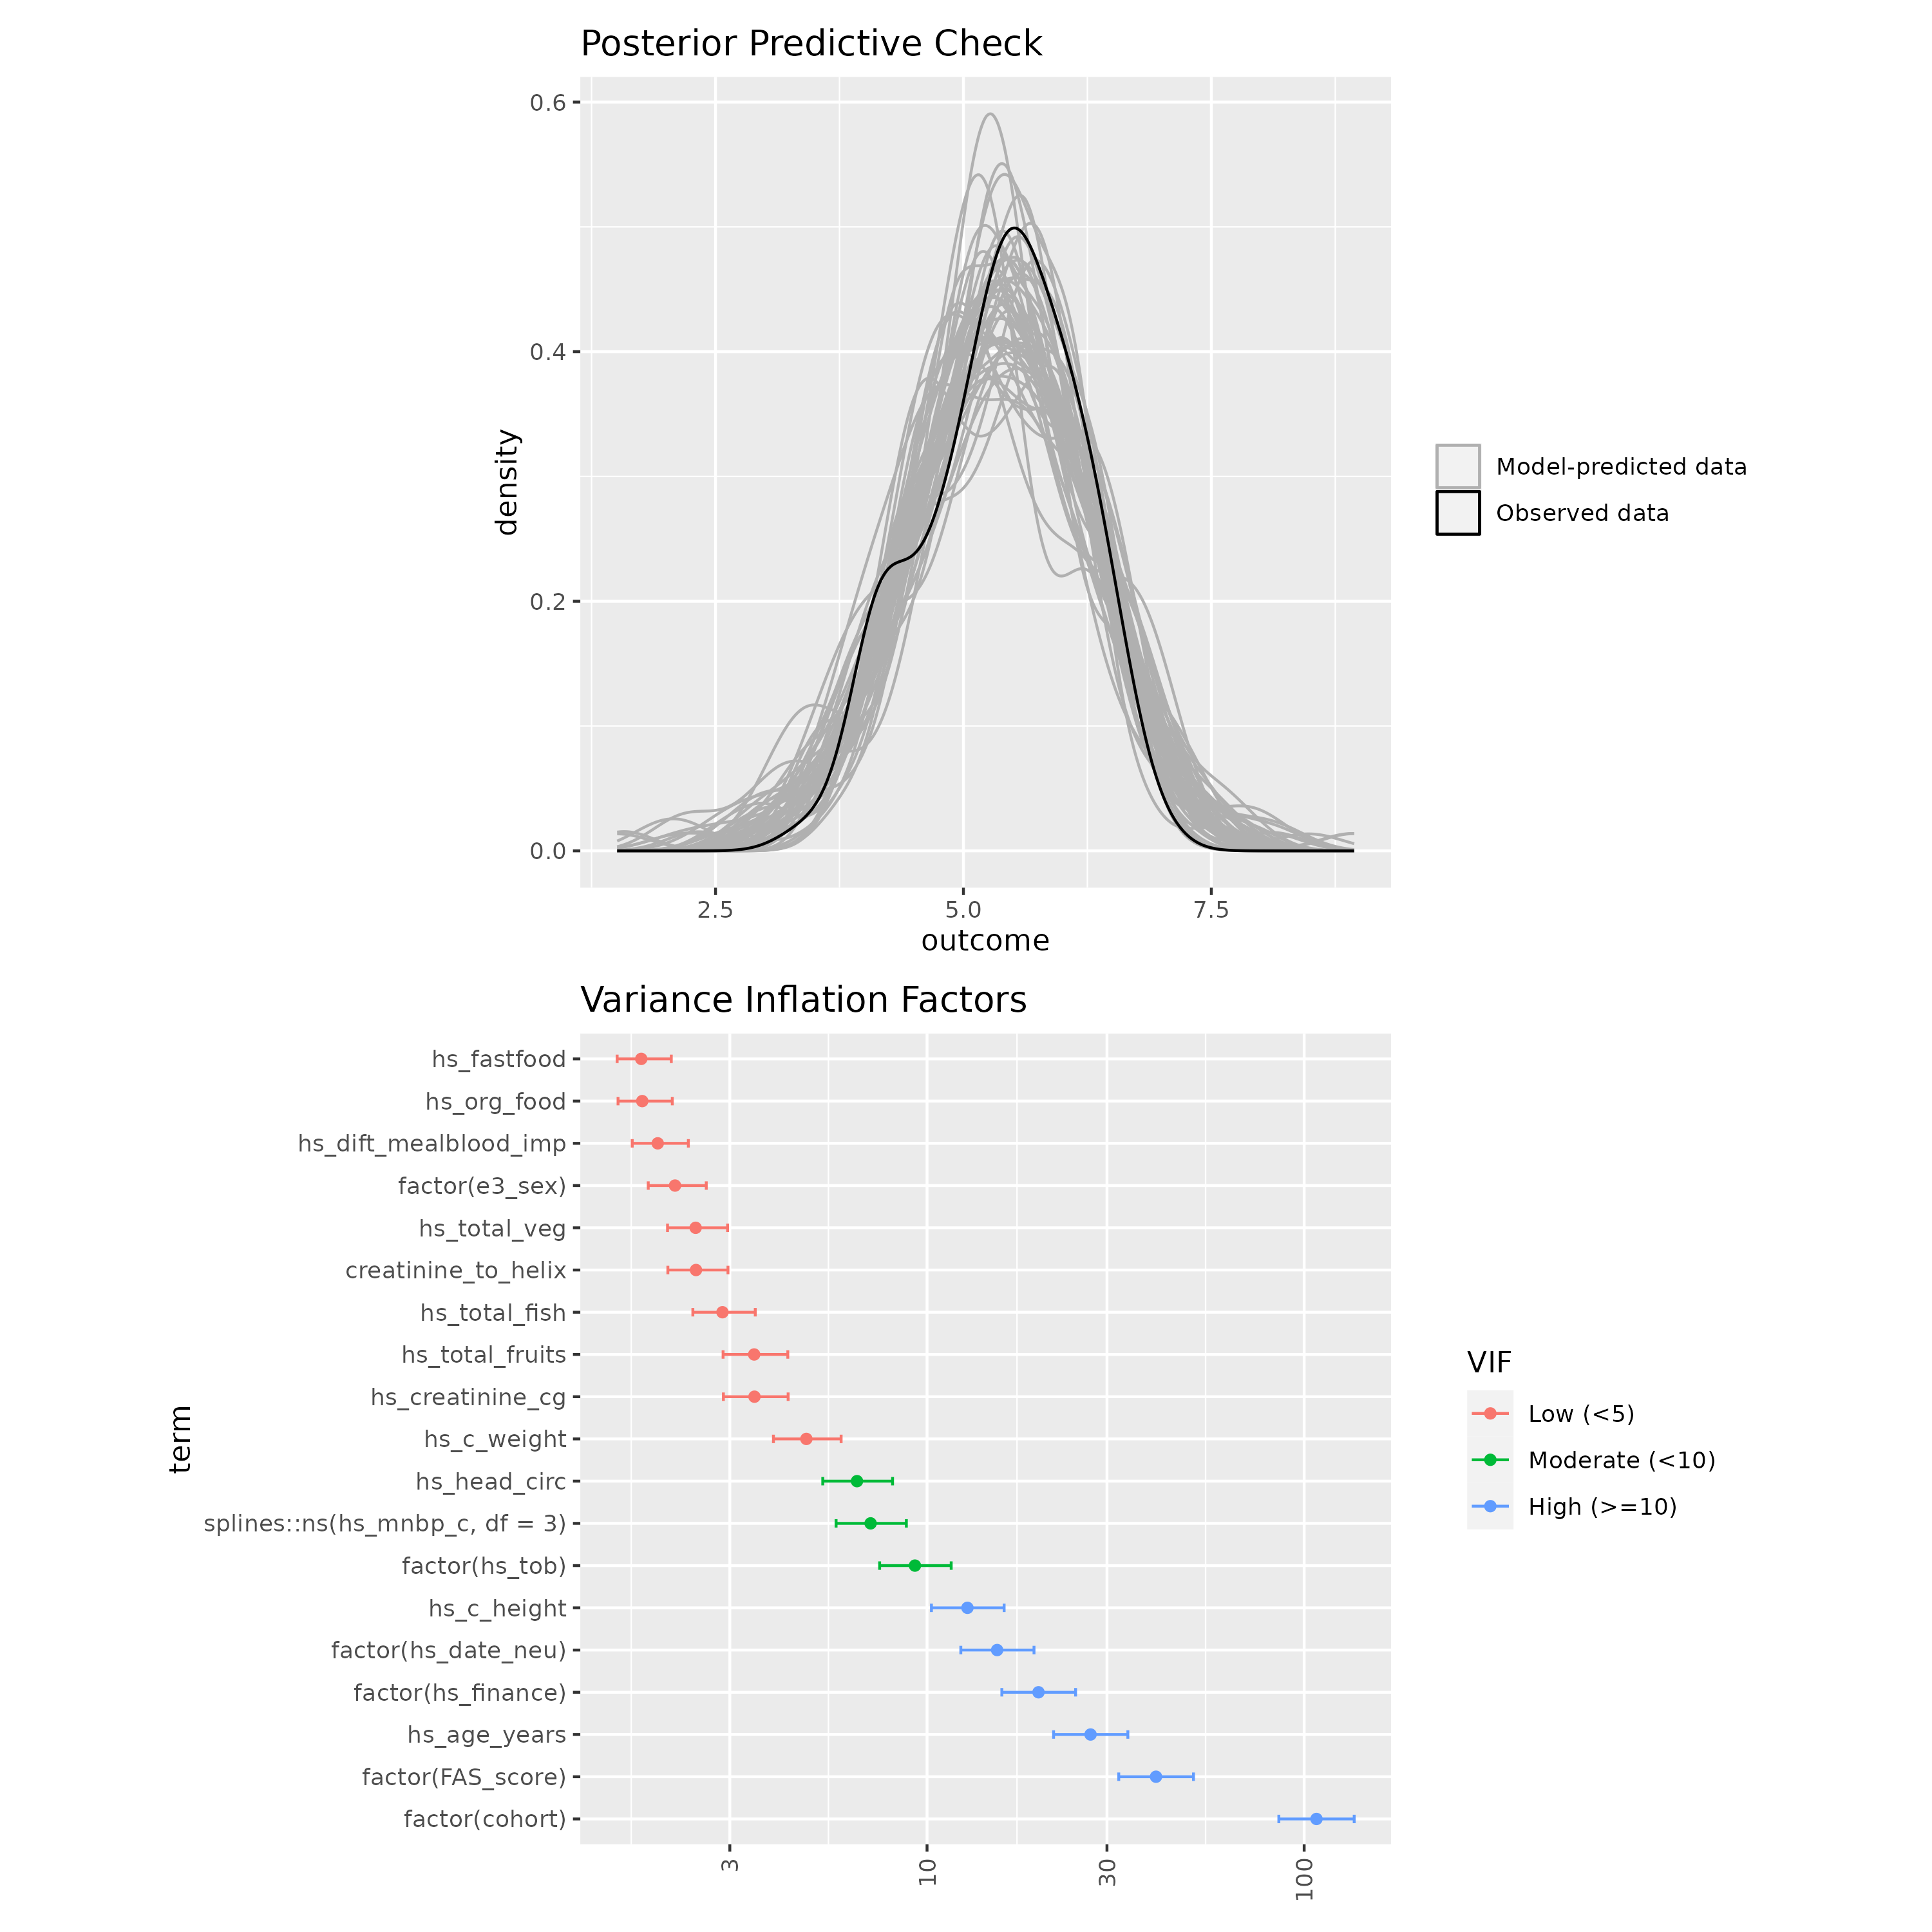 Posterior Predictive Check
0.6
0.4
0.2
0.0
density
2.5 5.0 7.5
outcome
Model-predicted data
Observed data
Variance Inflation Factors
term
hs_fastfood
hs_org_food
hs_dift_mealblood_imp
factor(e3_sex)
hs_total_veg
creatinine_to_helix
hs_total_fish
hs_total_fruits
hs_creatinine_cg
hs_c_weight
hs_head_circ
splines::ns(hs_mnbp_c, df = 3)
factor(hs_tob)
hs_c_height
factor(hs_date_neu)
factor(hs_finance)
hs_age_years
factor(FAS_score)
factor(cohort)
3 10 30 100
VIF
Low (<5)
Moderate (<10)
High (>=10)